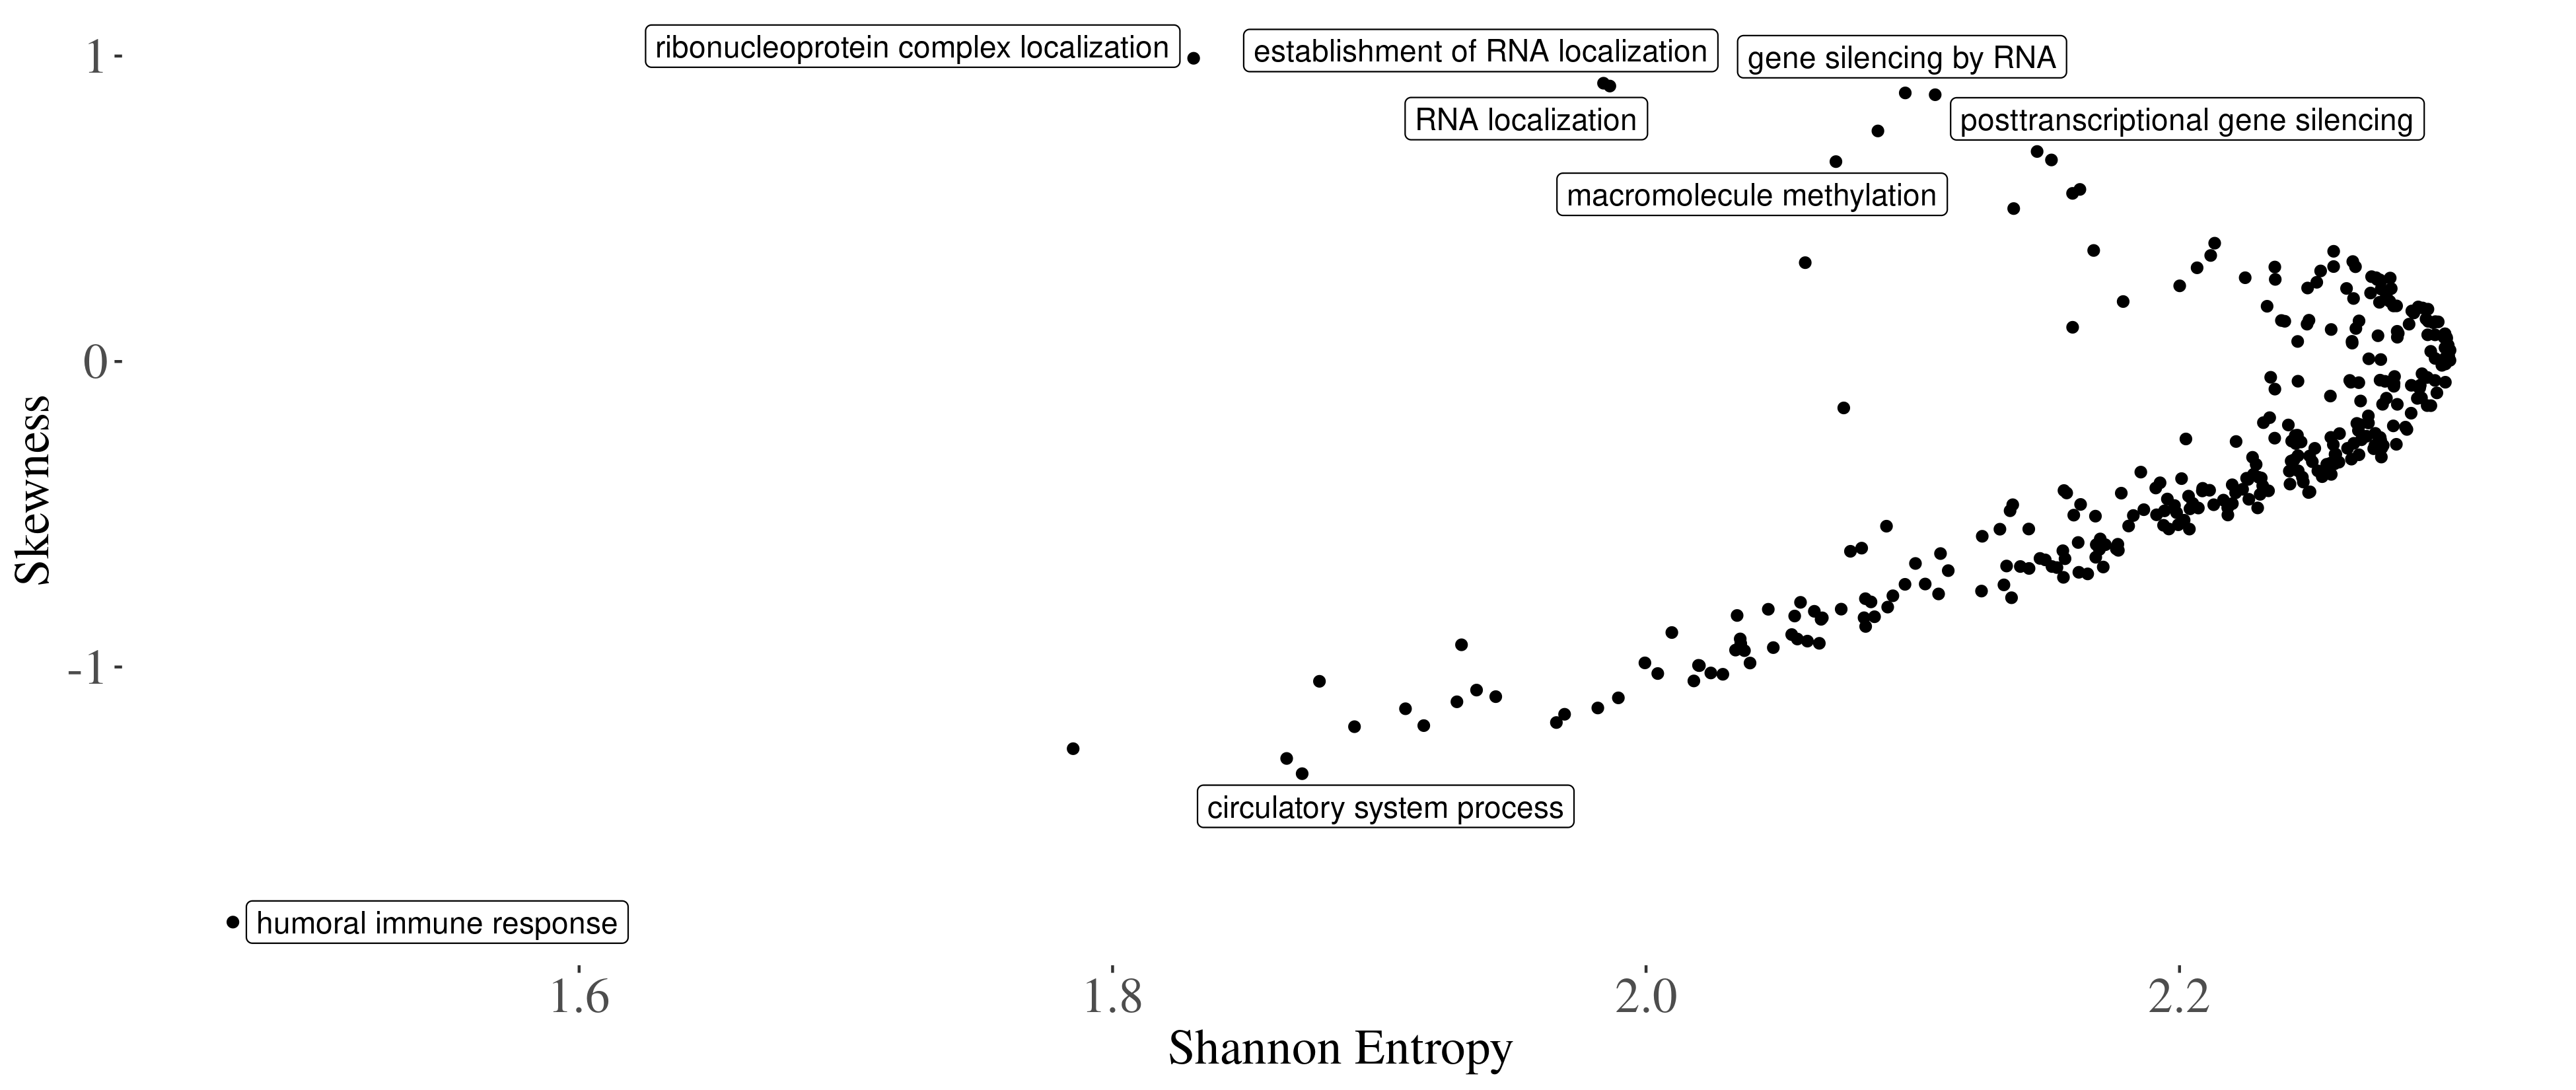 ribonucleoprotein complex localization
establishment of RNA localization
gene silencing by RNA
RNA localization
posttranscriptional gene silencing
macromolecule methylation
circulatory system process
humoral immune response
1
0
-1
Skewness
1.6
1.8
2.0
2.2
Shannon Entropy